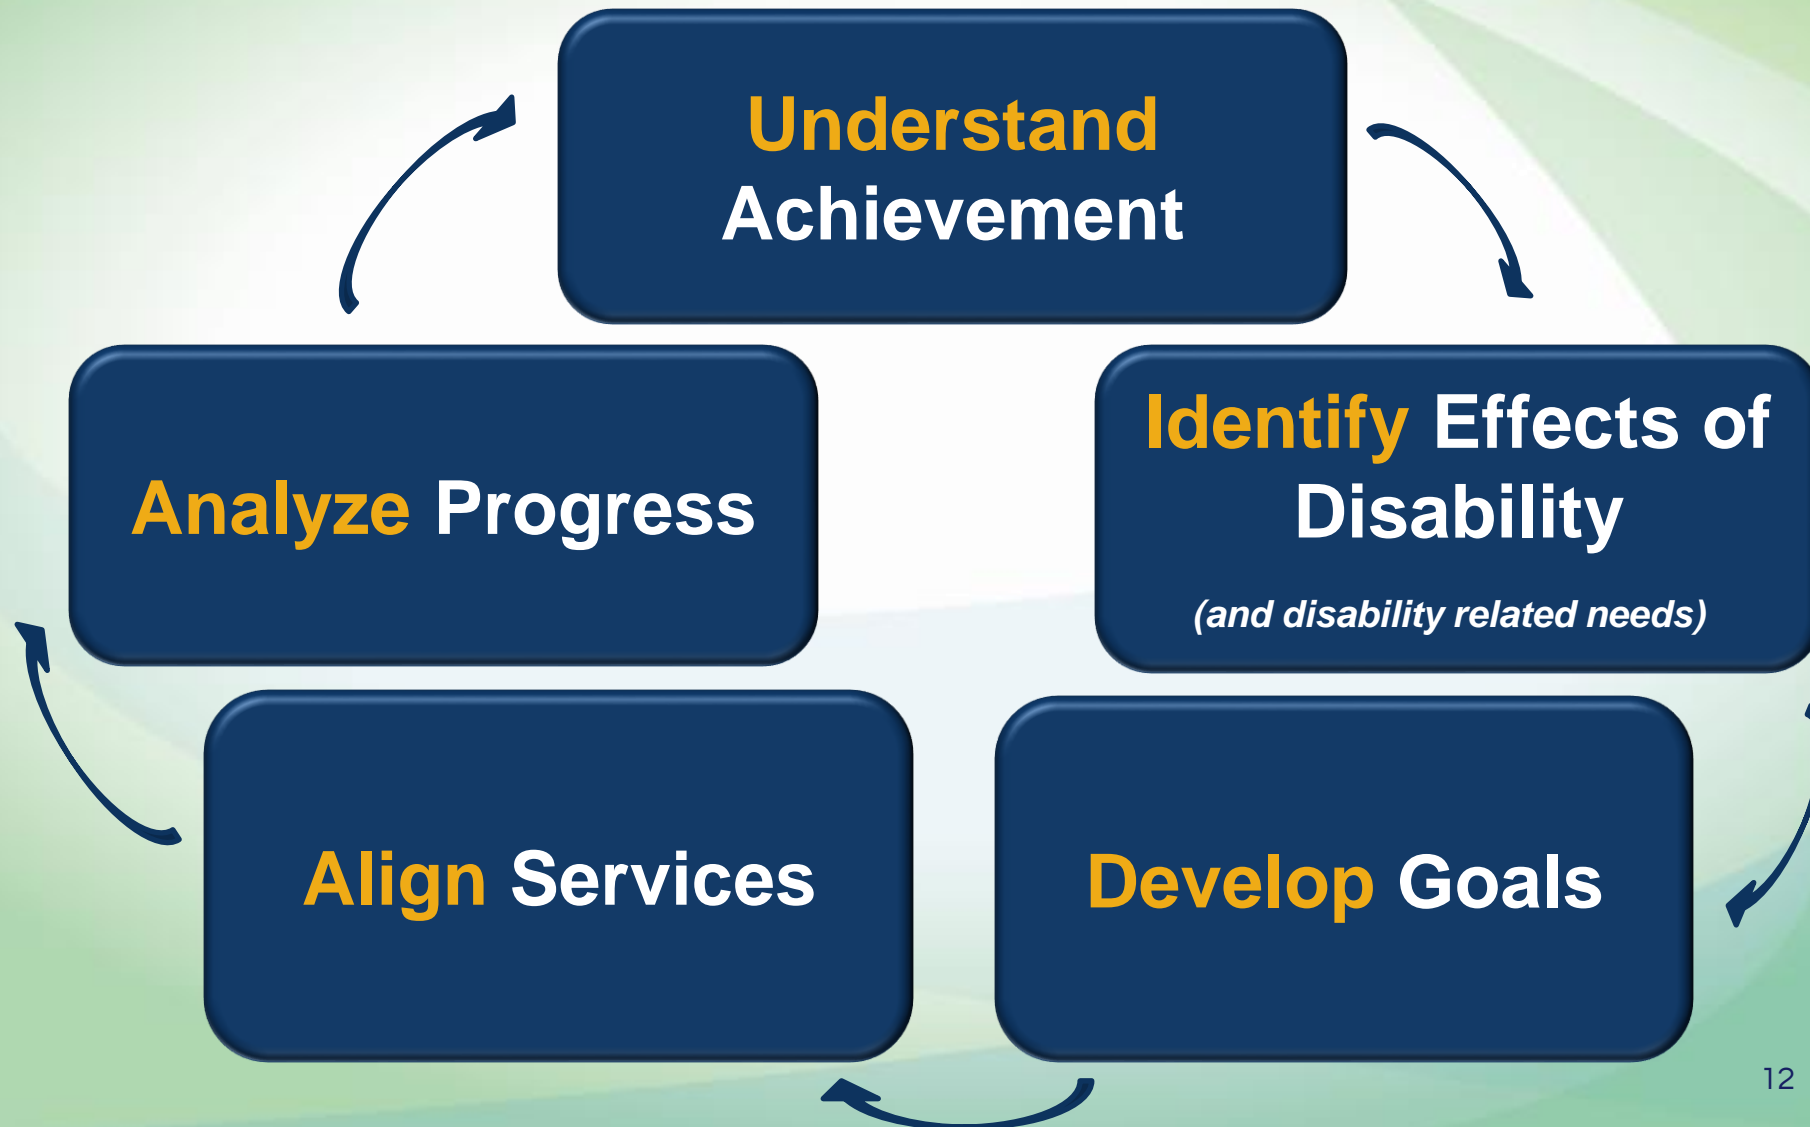 Understand
Achievement
Identify Effects of
Disability
(and disability related needs)
Develop Goals
Align Services
Analyze Progress
12